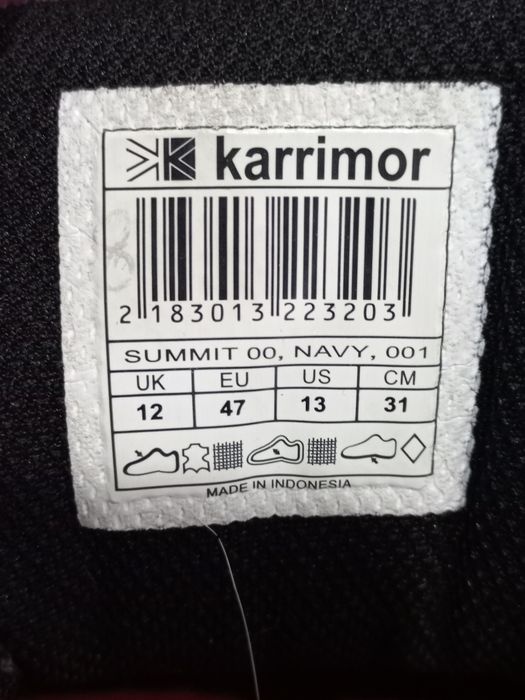 karrimor
2 183013 223203
SUMMIT 00, NAVY, 001
UK EU US CM
12 47 13 31
MADE IN INDONESIA